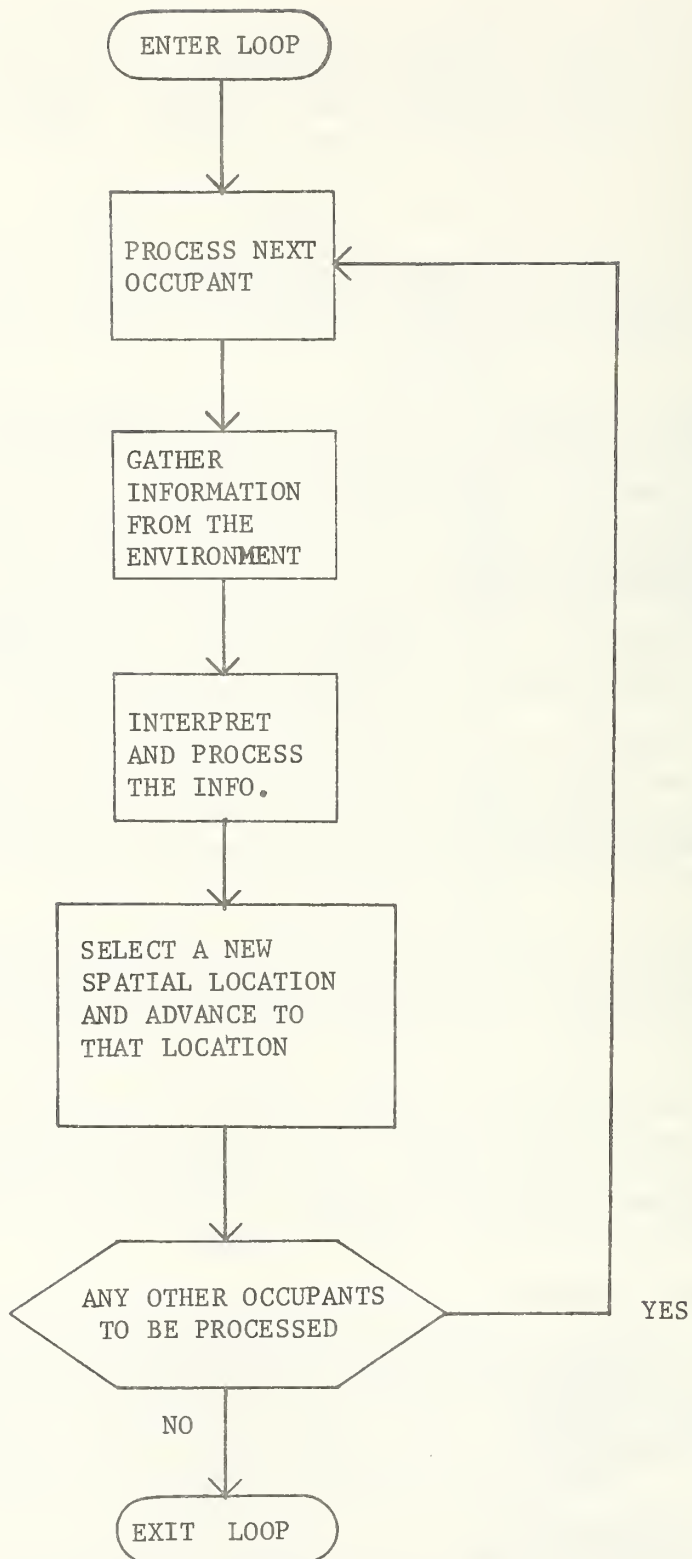 ENTER LOOP
PROCESS NEXT
OCCUPANT
GATHER
INFORMATION
FROM THE
ENVIRONMENT
INTERPRET
AND PROCESS
THE INFO.
SELECT A NEW
SPATIAL LOCATION
AND ADVANCE TO
THAT LOCATION
ANY OTHER OCCUPANTS
TO BE PROCESSED
YES
NO
EXIT LOOP